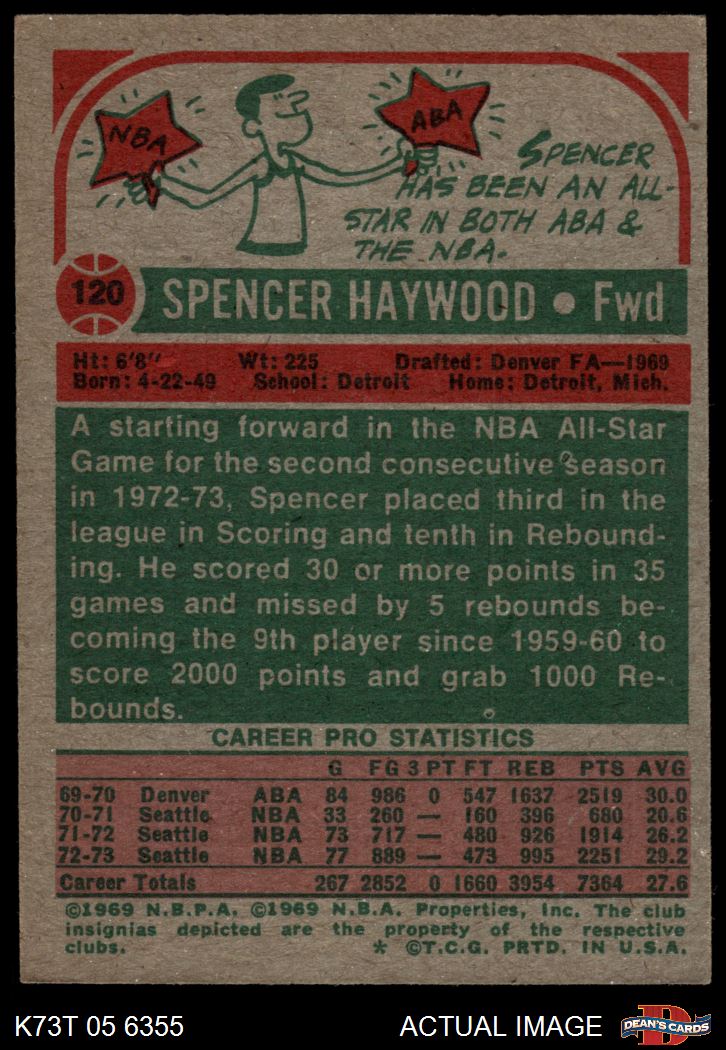 NBA
ABA
SPENCER
HAS BEEN AN ALL-
STAR IN BOTH ABA &
THE NBA.
120 SPENCER HAYWOOD • Fwd
Ht: 6'8" Wt: 225 Drafted: Denver FA—1969
Born: 4-22-49 School: Detroit Home: Detroit, Mich.
A starting forward in the NBA All-Star
Game for the second consecutive season
in 1972-73, Spencer placed third in the
league in Scoring and tenth in Rebound-
ing. He scored 30 or more points in 35
games and missed by 5 rebounds be-
coming the 9th player since 1959-60 to
score 2000 points and grab 1000 Re-
bounds.
CAREER PRO STATISTICS
G FG 3 PT FT REB PTS AVG
69-70 Denver ABA 84 986 0 547 1637 2519 30.0
70-71 Seattle NBA 33 260 — 160 396 680 20.6
71-72 Seattle NBA 73 717 — 480 926 1914 26.2
72-73 Seattle NBA 77 889 — 473 995 2251 29.2
Career Totals 267 2852 0 1660 3954 7364 27.6
©1969 N.B.P.A. ©1969 N.B.A. Properties, Inc. The club
insignias depicted are the property of the respective
clubs. * ©T.C.G. PRTD. IN U.S.A.
K73T 05 6355 ACTUAL IMAGE D DEAN'S CARDS